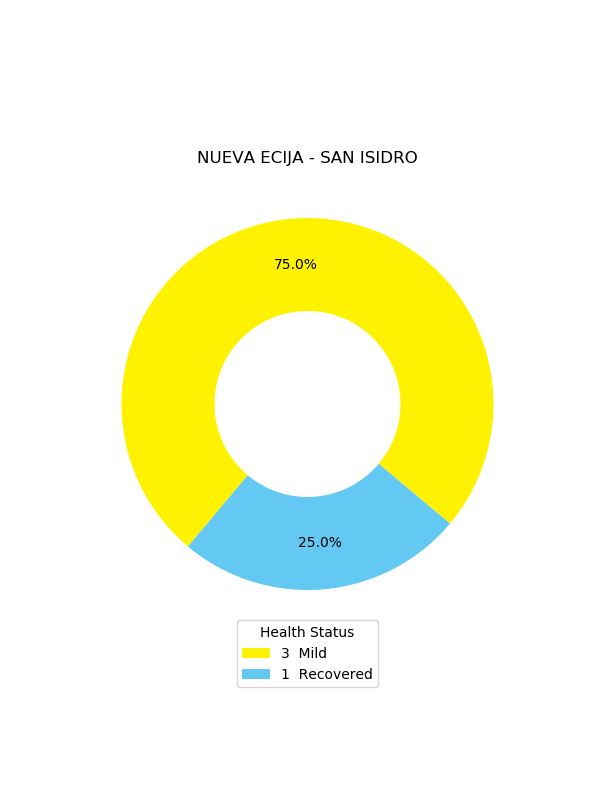 NUEVA ECIJA - SAN ISIDRO
75.0%
25.0%
Health Status
3  Mild
1  Recovered